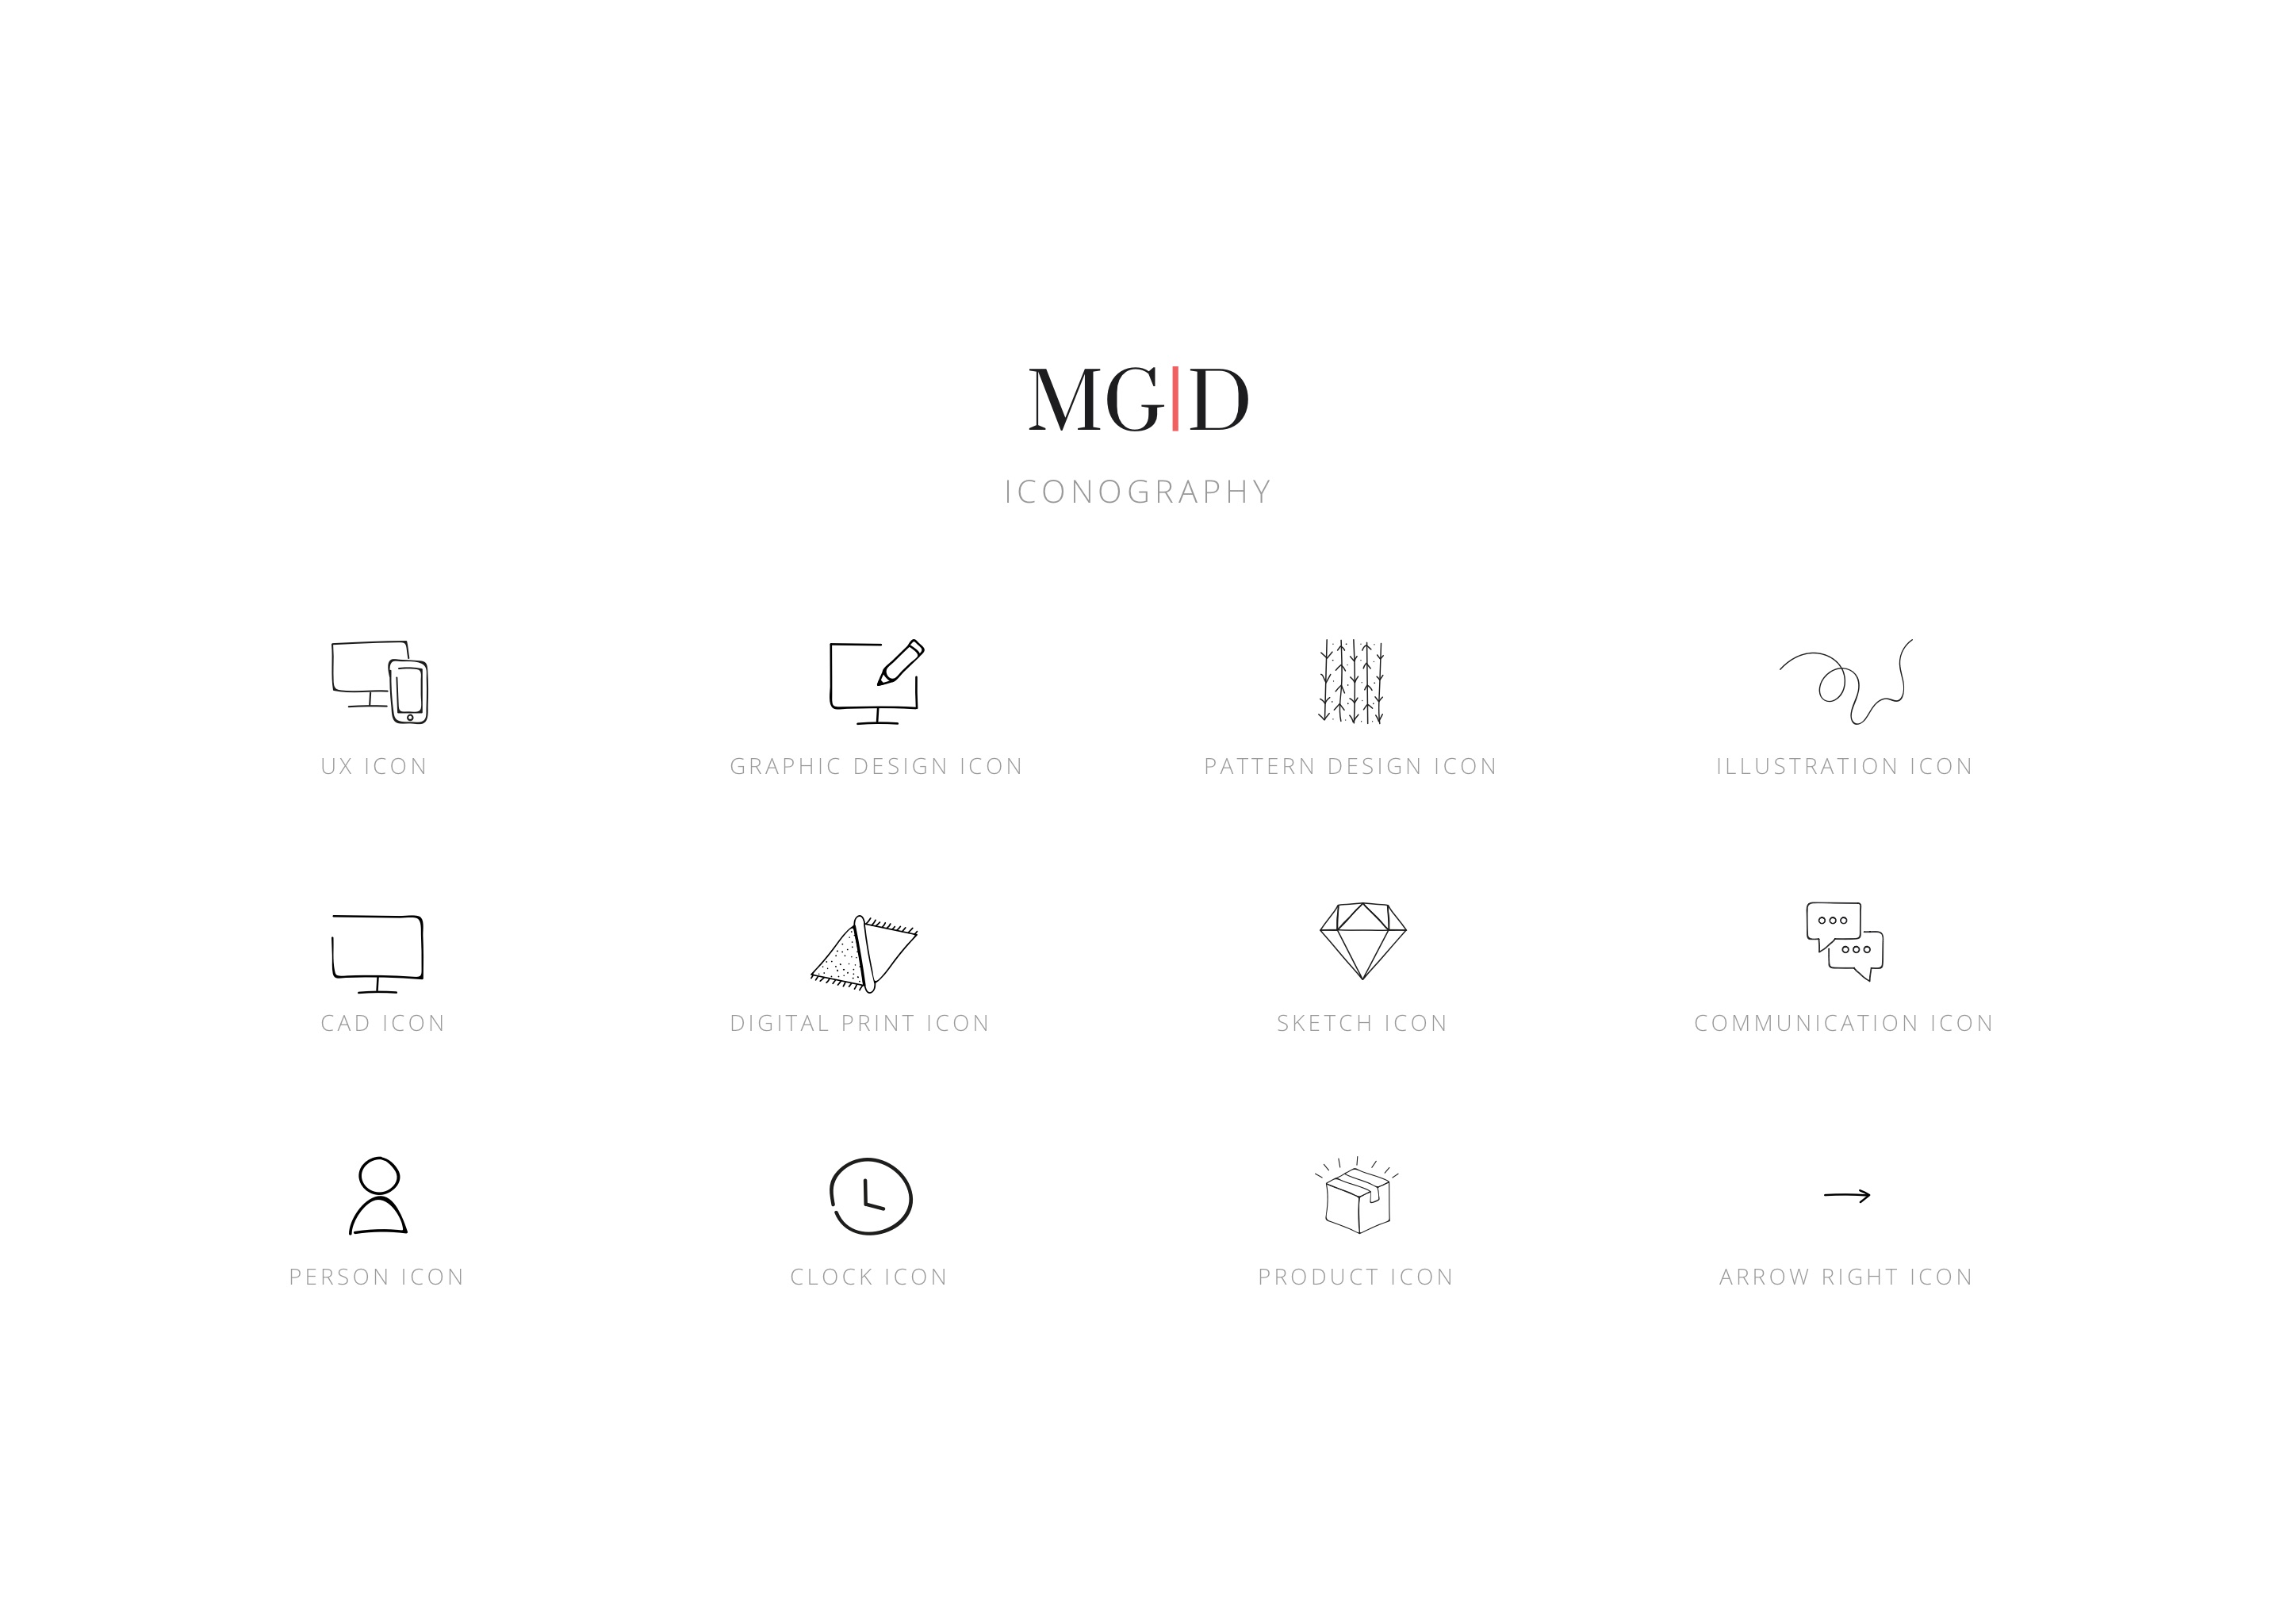 MG|D
ICONOGRAPHY
UX ICON
GRAPHIC DESIGN ICON
PATTERN DESIGN ICON
ILLUSTRATION ICON
CAD ICON
DIGITAL PRINT ICON
SKETCH ICON
COMMUNICATION ICON
PERSON ICON
CLOCK ICON
PRODUCT ICON
ARROW RIGHT ICON